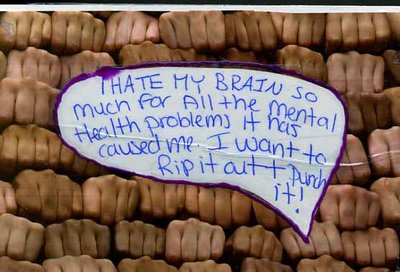 I HATE MY BRAIN SO
much for All the mental
Health problems it has
caused me I want to
Rip it out + punch
it!